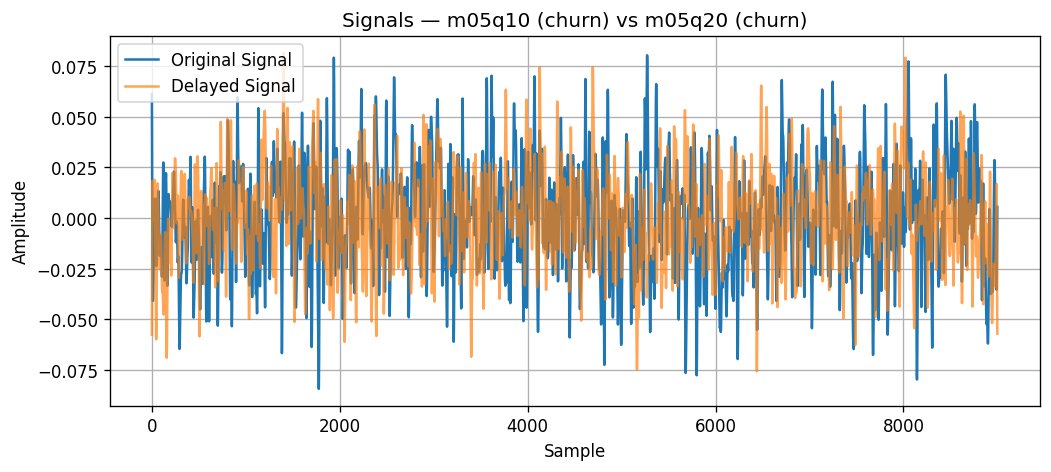 Signals — m05q10 (churn) vs m05q20 (churn)
Original Signal
Delayed Signal
Amplitude
0.075
0.050
0.025
0.000
−0.025
−0.050
−0.075
0 2000 4000 6000 8000
Sample